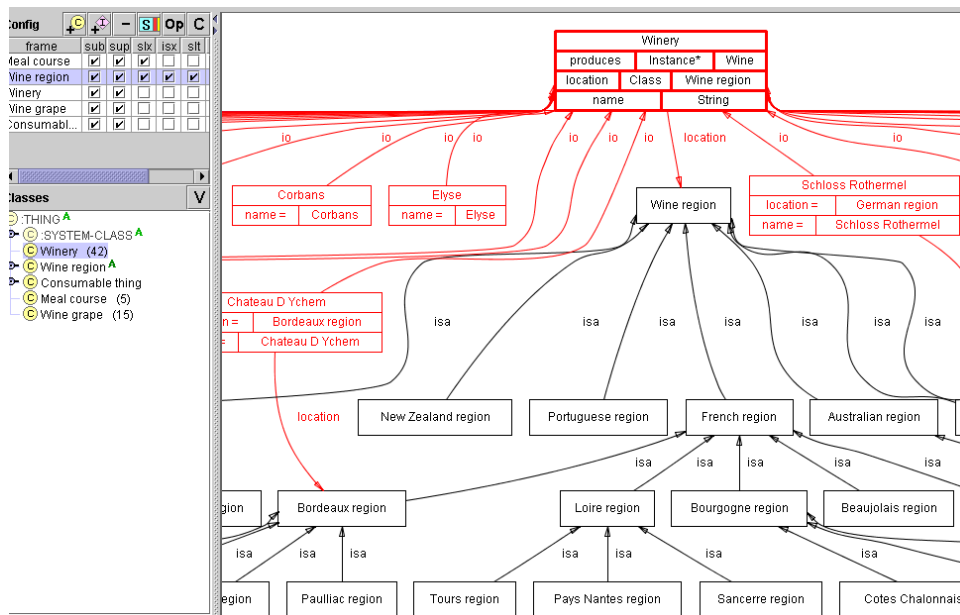 Config C I − S Op C
frame sub sup slx isx slt
Meal course
Wine region
Winery
Wine grape
Consumabl...
Classes V
C :THING A
C :SYSTEM-CLASS A
C Winery (42)
C Wine region A
C Consumable thing
C Meal course (5)
C Wine grape (15)
Winery
produces Instance* Wine
location Class Wine region
name String
io io io io io io location io
Corbans
name = Corbans
Elyse
name = Elyse
Wine region
Schloss Rothermel
location = German region
name = Schloss Rothermel
Chateau D Ychem
n = Bordeaux region
= Chateau D Ychem
isa isa isa isa isa isa
location
New Zealand region Portuguese region French region Australian region
isa isa isa isa
gion Bordeaux region Loire region Bourgogne region Beaujolais region
isa isa isa isa isa isa isa
egion Paulliac region Tours region Pays Nantes region Sancerre region Cotes Chalonnais